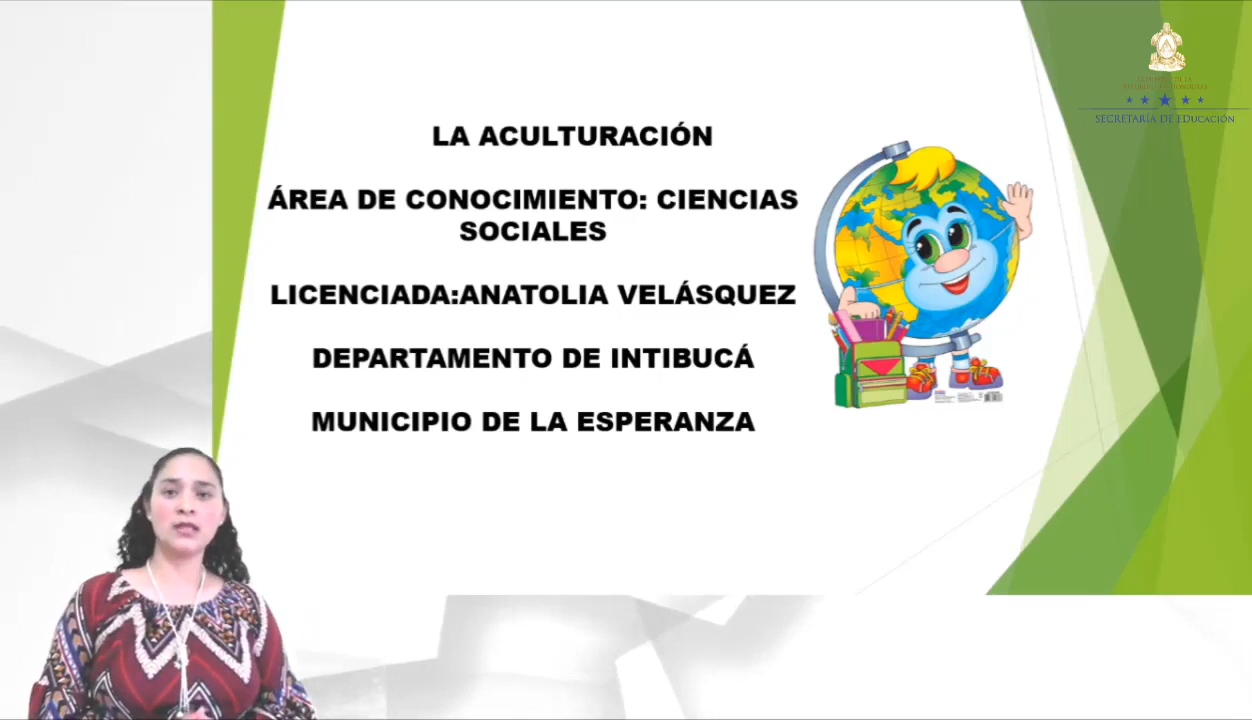 LA ACULTURACIÓN
ÁREA DE CONOCIMIENTO: CIENCIAS
SOCIALES
LICENCIADA:ANATOLIA VELÁSQUEZ
DEPARTAMENTO DE INTIBUCÁ
MUNICIPIO DE LA ESPERANZA
SECRETARÍA DE EDUCACIÓN